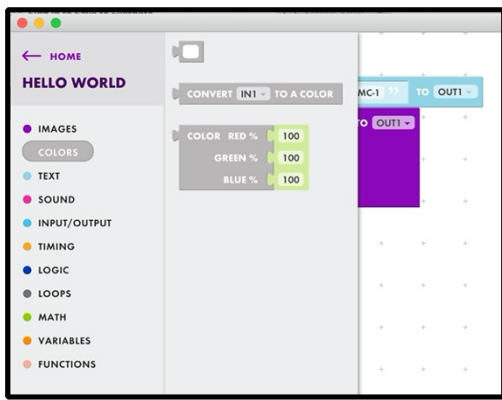 ← HOME
HELLO WORLD
IMAGES
COLORS
TEXT
SOUND
INPUT/OUTPUT
TIMING
LOGIC
LOOPS
MATH
VARIABLES
FUNCTIONS
CONVERT IN1 TO A COLOR
COLOR RED % 100
GREEN % 100
BLUE % 100
MC-1 ” TO OUT1
TO OUT1